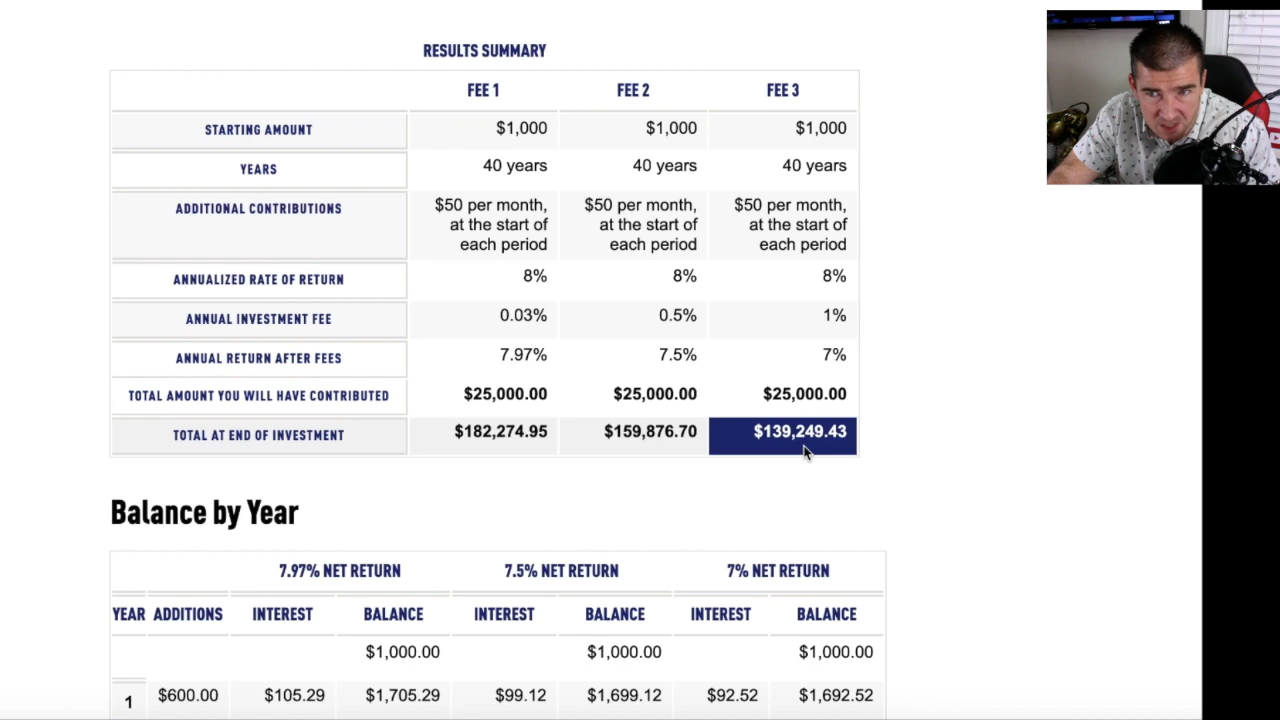 RESULTS SUMMARY
FEE 1 FEE 2 FEE 3
STARTING AMOUNT $1,000 $1,000 $1,000
YEARS 40 years 40 years 40 years
ADDITIONAL CONTRIBUTIONS $50 per month, $50 per month, $50 per month,
at the start of at the start of at the start of
each period each period each period
ANNUALIZED RATE OF RETURN 8% 8% 8%
ANNUAL INVESTMENT FEE 0.03% 0.5% 1%
ANNUAL RETURN AFTER FEES 7.97% 7.5% 7%
TOTAL AMOUNT YOU WILL HAVE CONTRIBUTED $25,000.00 $25,000.00 $25,000.00
TOTAL AT END OF INVESTMENT $182,274.95 $159,876.70 $139,249.43
Balance by Year
7.97% NET RETURN 7.5% NET RETURN 7% NET RETURN
YEAR ADDITIONS INTEREST BALANCE INTEREST BALANCE INTEREST BALANCE
$1,000.00 $1,000.00 $1,000.00
1 $600.00 $105.29 $1,705.29 $99.12 $1,699.12 $92.52 $1,692.52